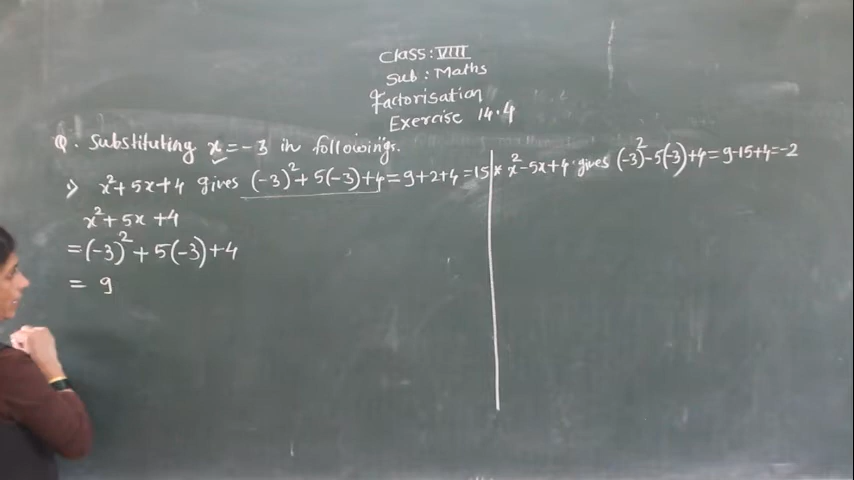 Class: VIII
Sub: Maths
Factorisation
Exercise 14.4
Q. Substituting x = -3 in followings.
x² + 5x + 4 gives (-3)² + 5(-3) + 4 = 9 + 2 + 4 = 15
x² + 5x + 4
= (-3)² + 5(-3) + 4
= 9
* x² - 5x + 4 gives (-3)² - 5(-3) + 4 = 9 - 15 + 4 = -2